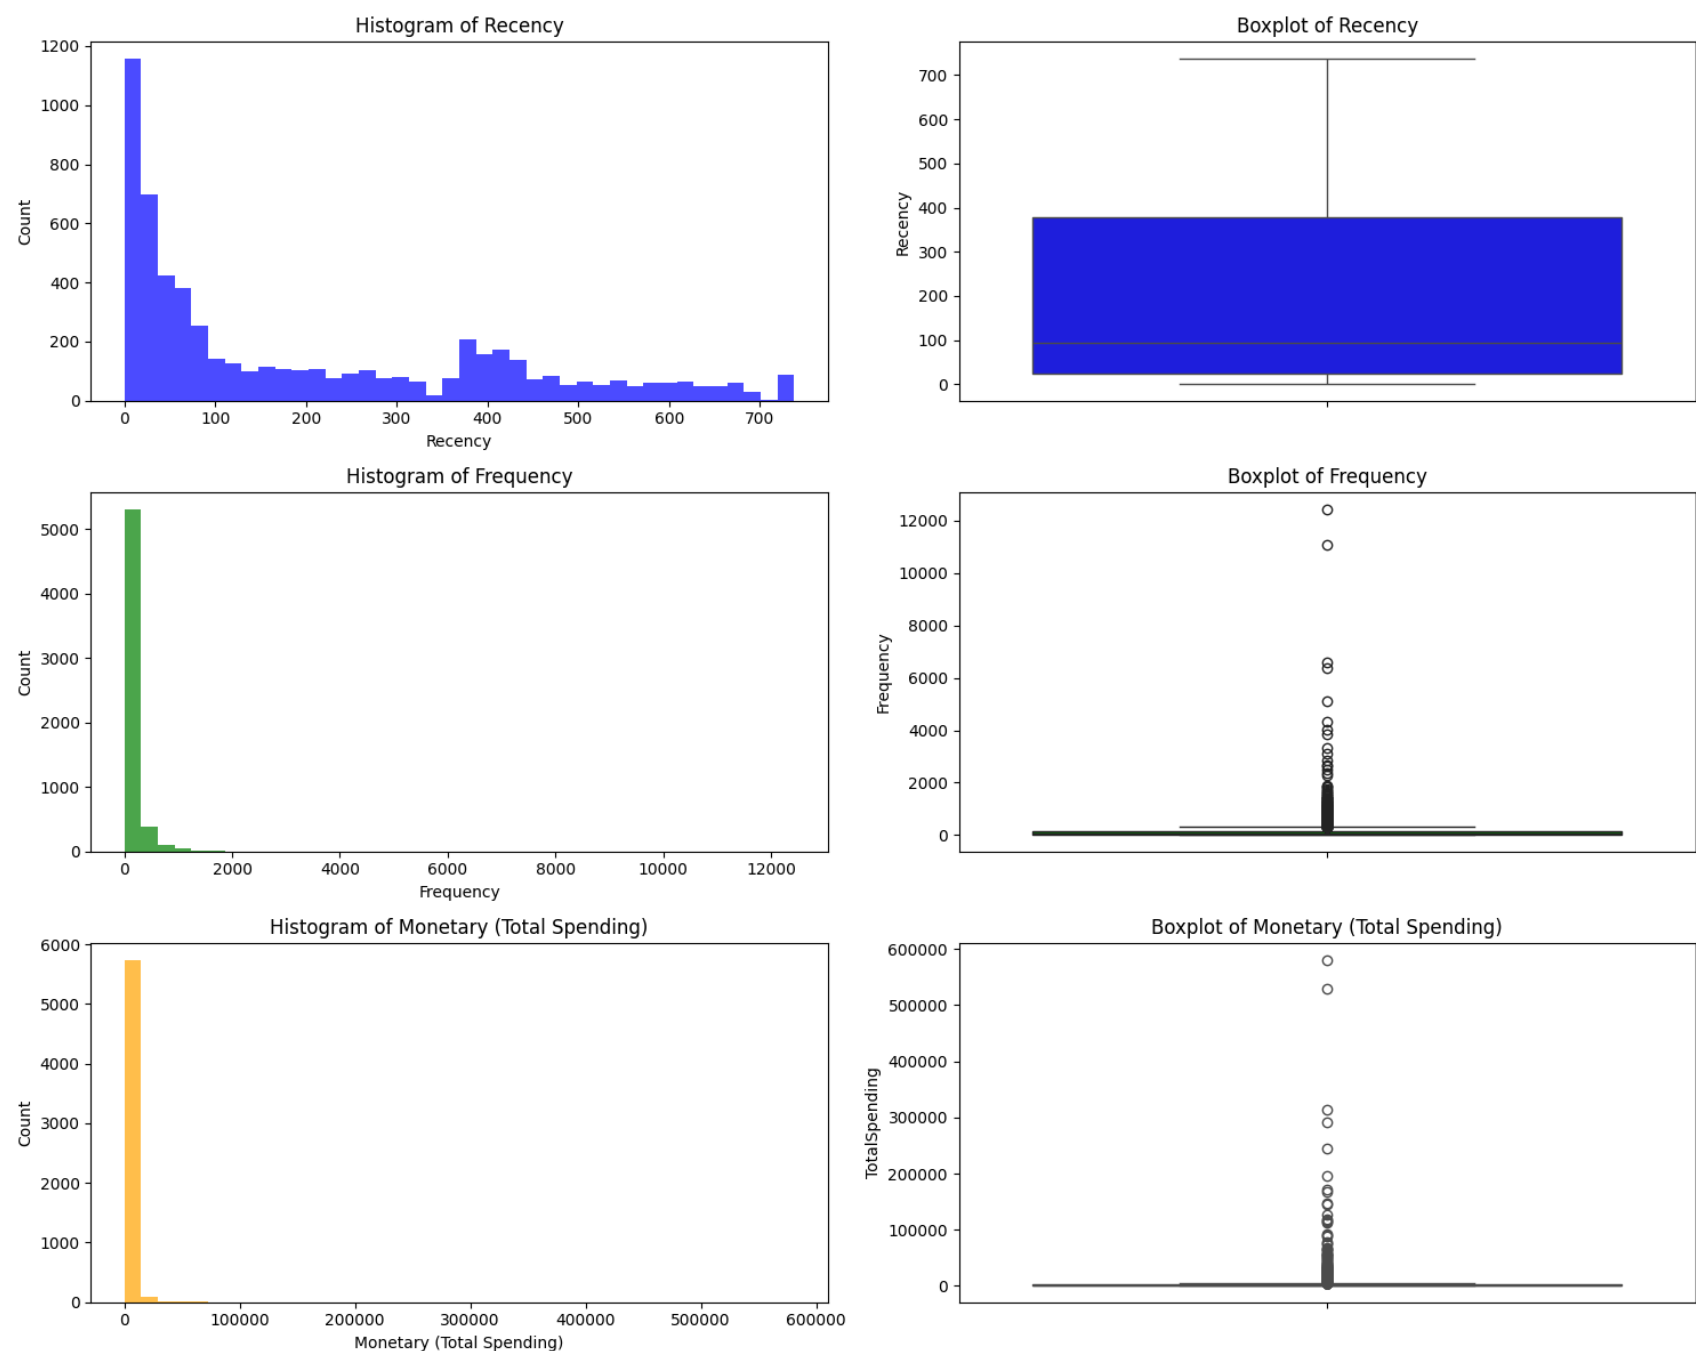 Histogram of Recency
1200
1000
800
600
400
200
0
Count
0 100 200 300 400 500 600 700
Recency
Boxplot of Recency
700
600
500
400
300
200
100
0
Recency
Histogram of Frequency
5000
4000
3000
2000
1000
0
Count
0 2000 4000 6000 8000 10000 12000
Frequency
Boxplot of Frequency
12000
10000
8000
6000
4000
2000
0
Frequency
Histogram of Monetary (Total Spending)
6000
5000
4000
3000
2000
1000
0
Count
0 100000 200000 300000 400000 500000 600000
Monetary (Total Spending)
Boxplot of Monetary (Total Spending)
600000
500000
400000
300000
200000
100000
0
TotalSpending